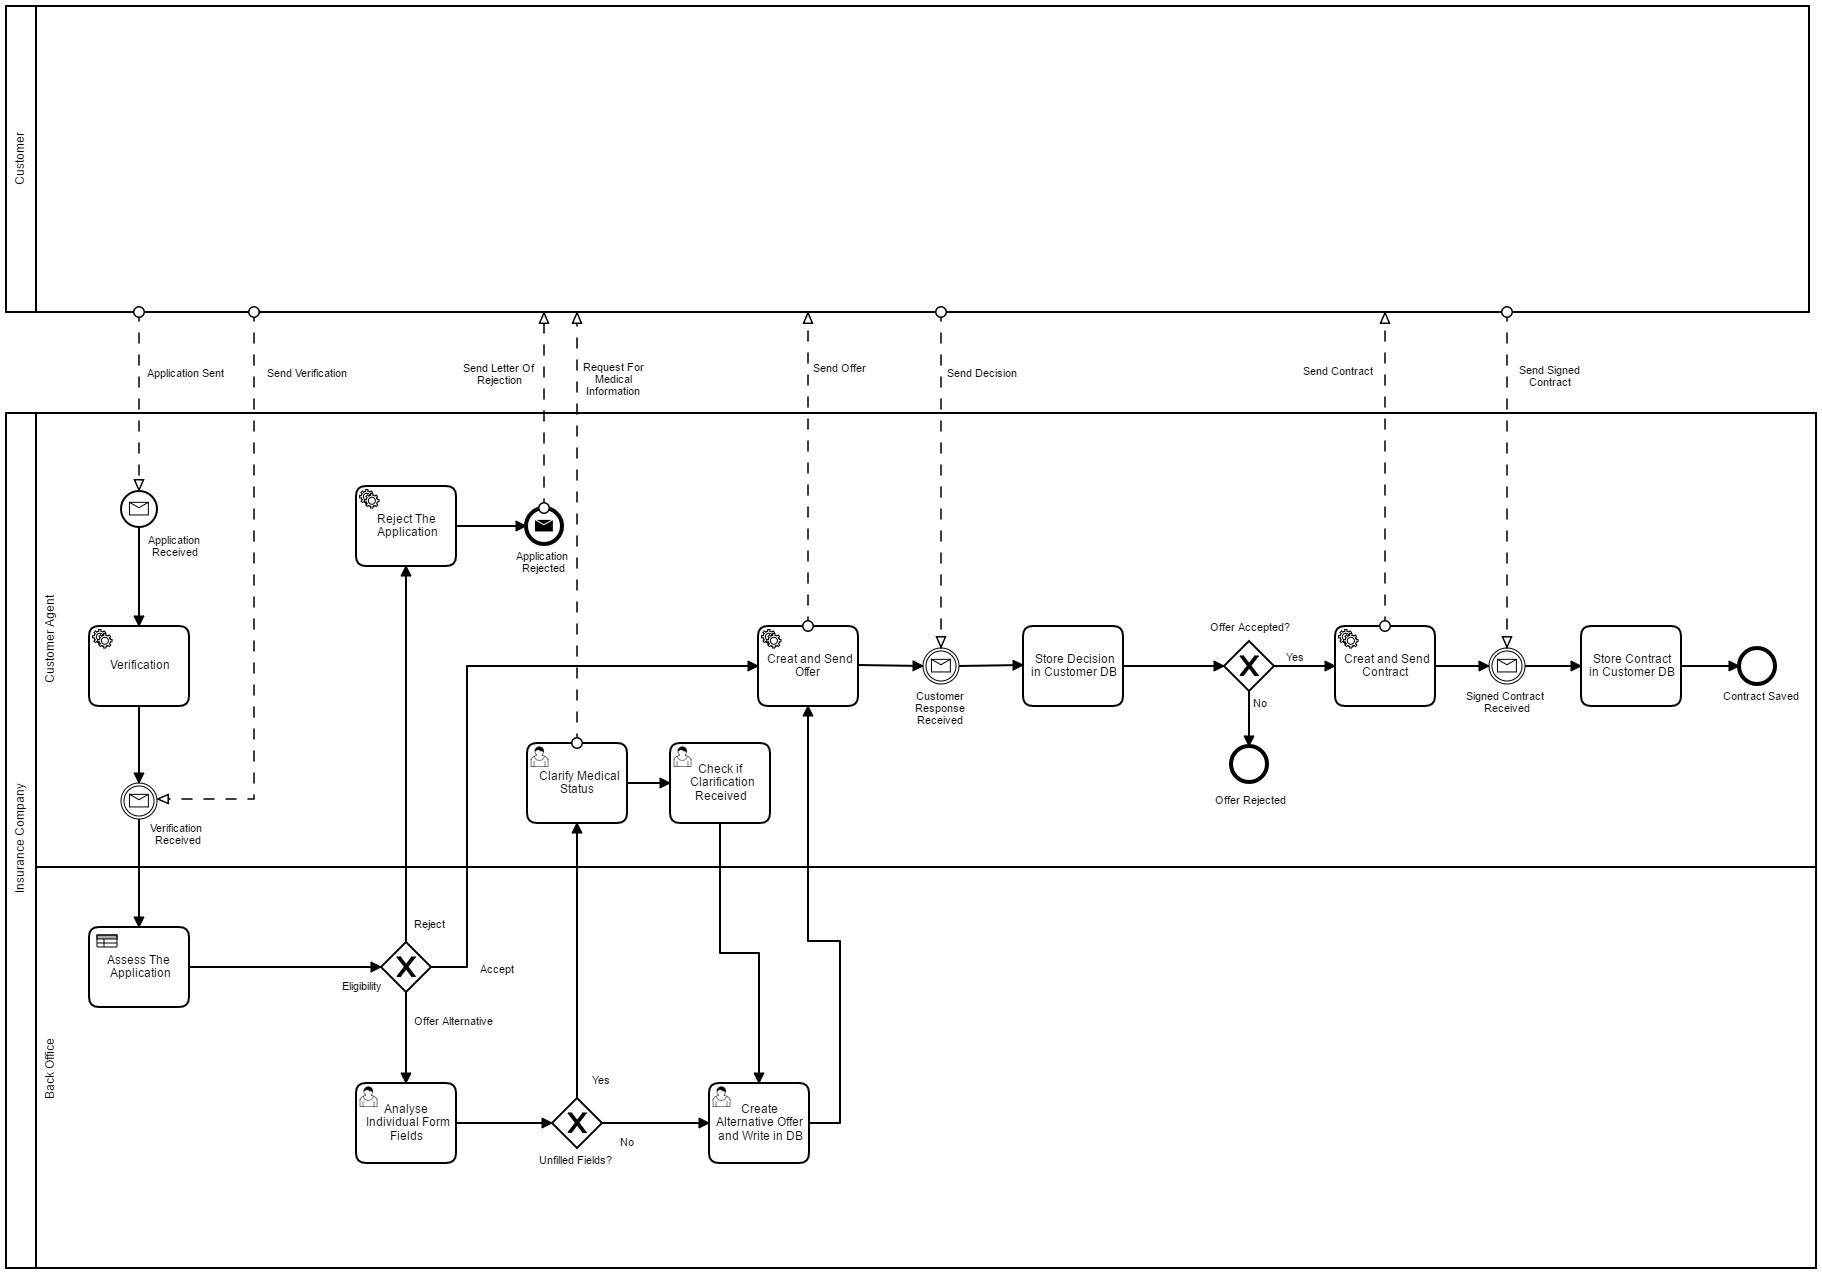 Customer
Application Sent
Send Verification
Send Letter Of
Rejection
Request For
Medical
Information
Send Offer
Send Decision
Send Contract
Send Signed
Contract
Insurance Company
Customer Agent
Application
Received
Reject The
Application
Application
Rejected
Verification
Creat and Send
Offer
Customer
Response
Received
Store Decision
in Customer DB
Offer Accepted?
Yes
No
Offer Rejected
Creat and Send
Contract
Signed Contract
Received
Store Contract
in Customer DB
Contract Saved
Clarify Medical
Status
Check if
Clarification
Received
Verification
Received
Back Office
Assess The
Application
Eligibility
Reject
Accept
Offer Alternative
Analyse
Individual Form
Fields
Yes
No
Unfilled Fields?
Create
Alternative Offer
and Write in DB